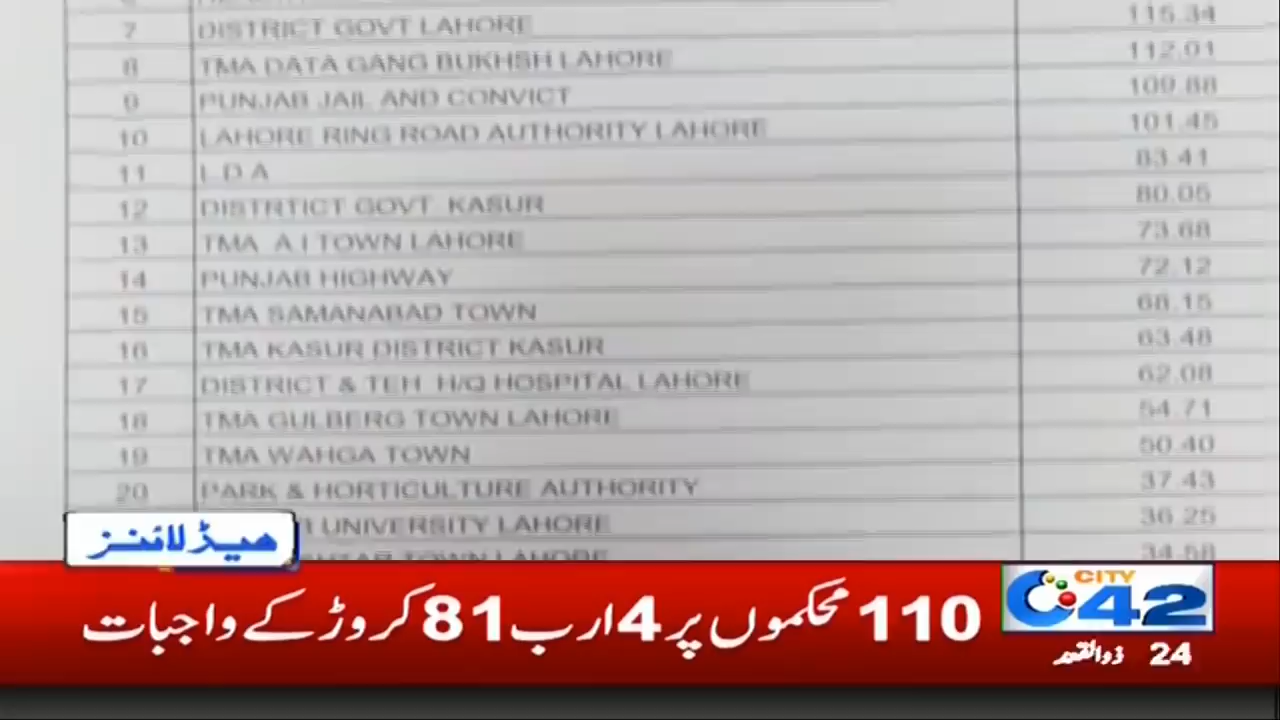 7 DISTRICT GOVT LAHORE 115.34
8 TMA DATA GANG BUKHSH LAHORE 112.01
9 PUNJAB JAIL AND CONVICT 109.88
10 LAHORE RING ROAD AUTHORITY LAHORE 101.45
11 L D A 83.41
12 DISTRTICT GOVT KASUR 80.05
13 TMA A I TOWN LAHORE 73.68
14 PUNJAB HIGHWAY 72.12
15 TMA SAMANABAD TOWN 68.15
16 TMA KASUR DISTRICT KASUR 63.48
17 DISTRICT & TEH H/Q HOSPITAL LAHORE 62.08
18 TMA GULBERG TOWN LAHORE 54.71
19 TMA WAHGA TOWN 50.40
20 PARK & HORTICULTURE AUTHORITY 37.43
UNIVERSITY LAHORE 36.25
TOWN LAHORE 34.58
ہیڈلائنز
110 محکموں پر 4 ارب 81 کروڑ کے واجبات
CITY
42
24 ذوالقعد